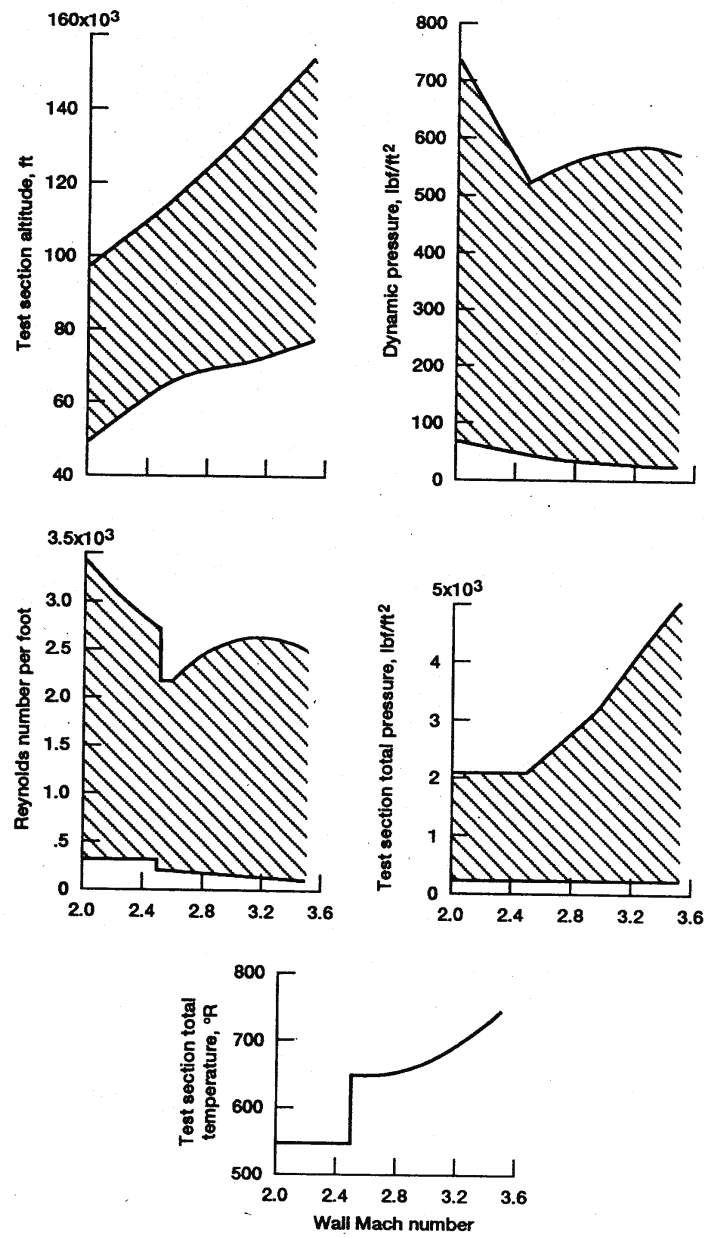 160x10³
140
120
100
80
60
40
Test section altitude, ft
800
700
600
500
400
300
200
100
0
Dynamic pressure, lbf/ft²
3.5x10³
3.0
2.5
2.0
1.5
1.0
.5
0
Reynolds number per foot
2.0 2.4 2.8 3.2 3.6
5x10³
4
3
2
1
0
Test section total pressure, lbf/ft²
2.0 2.4 2.8 3.2 3.6
800
700
600
500
Test section total
temperature, °R
2.0 2.4 2.8 3.2 3.6
Wall Mach number